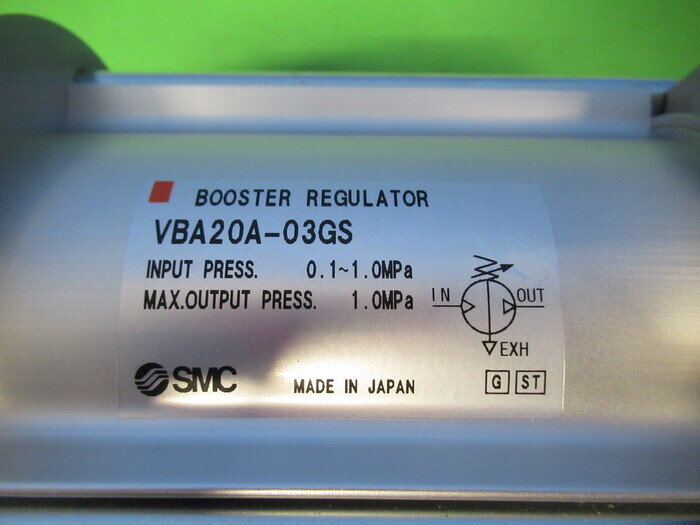 BOOSTER REGULATOR
VBA20A-03GS
INPUT PRESS. 0.1~1.0MPa
MAX.OUTPUT PRESS. 1.0MPa
IN OUT
EXH
SMC MADE IN JAPAN G ST